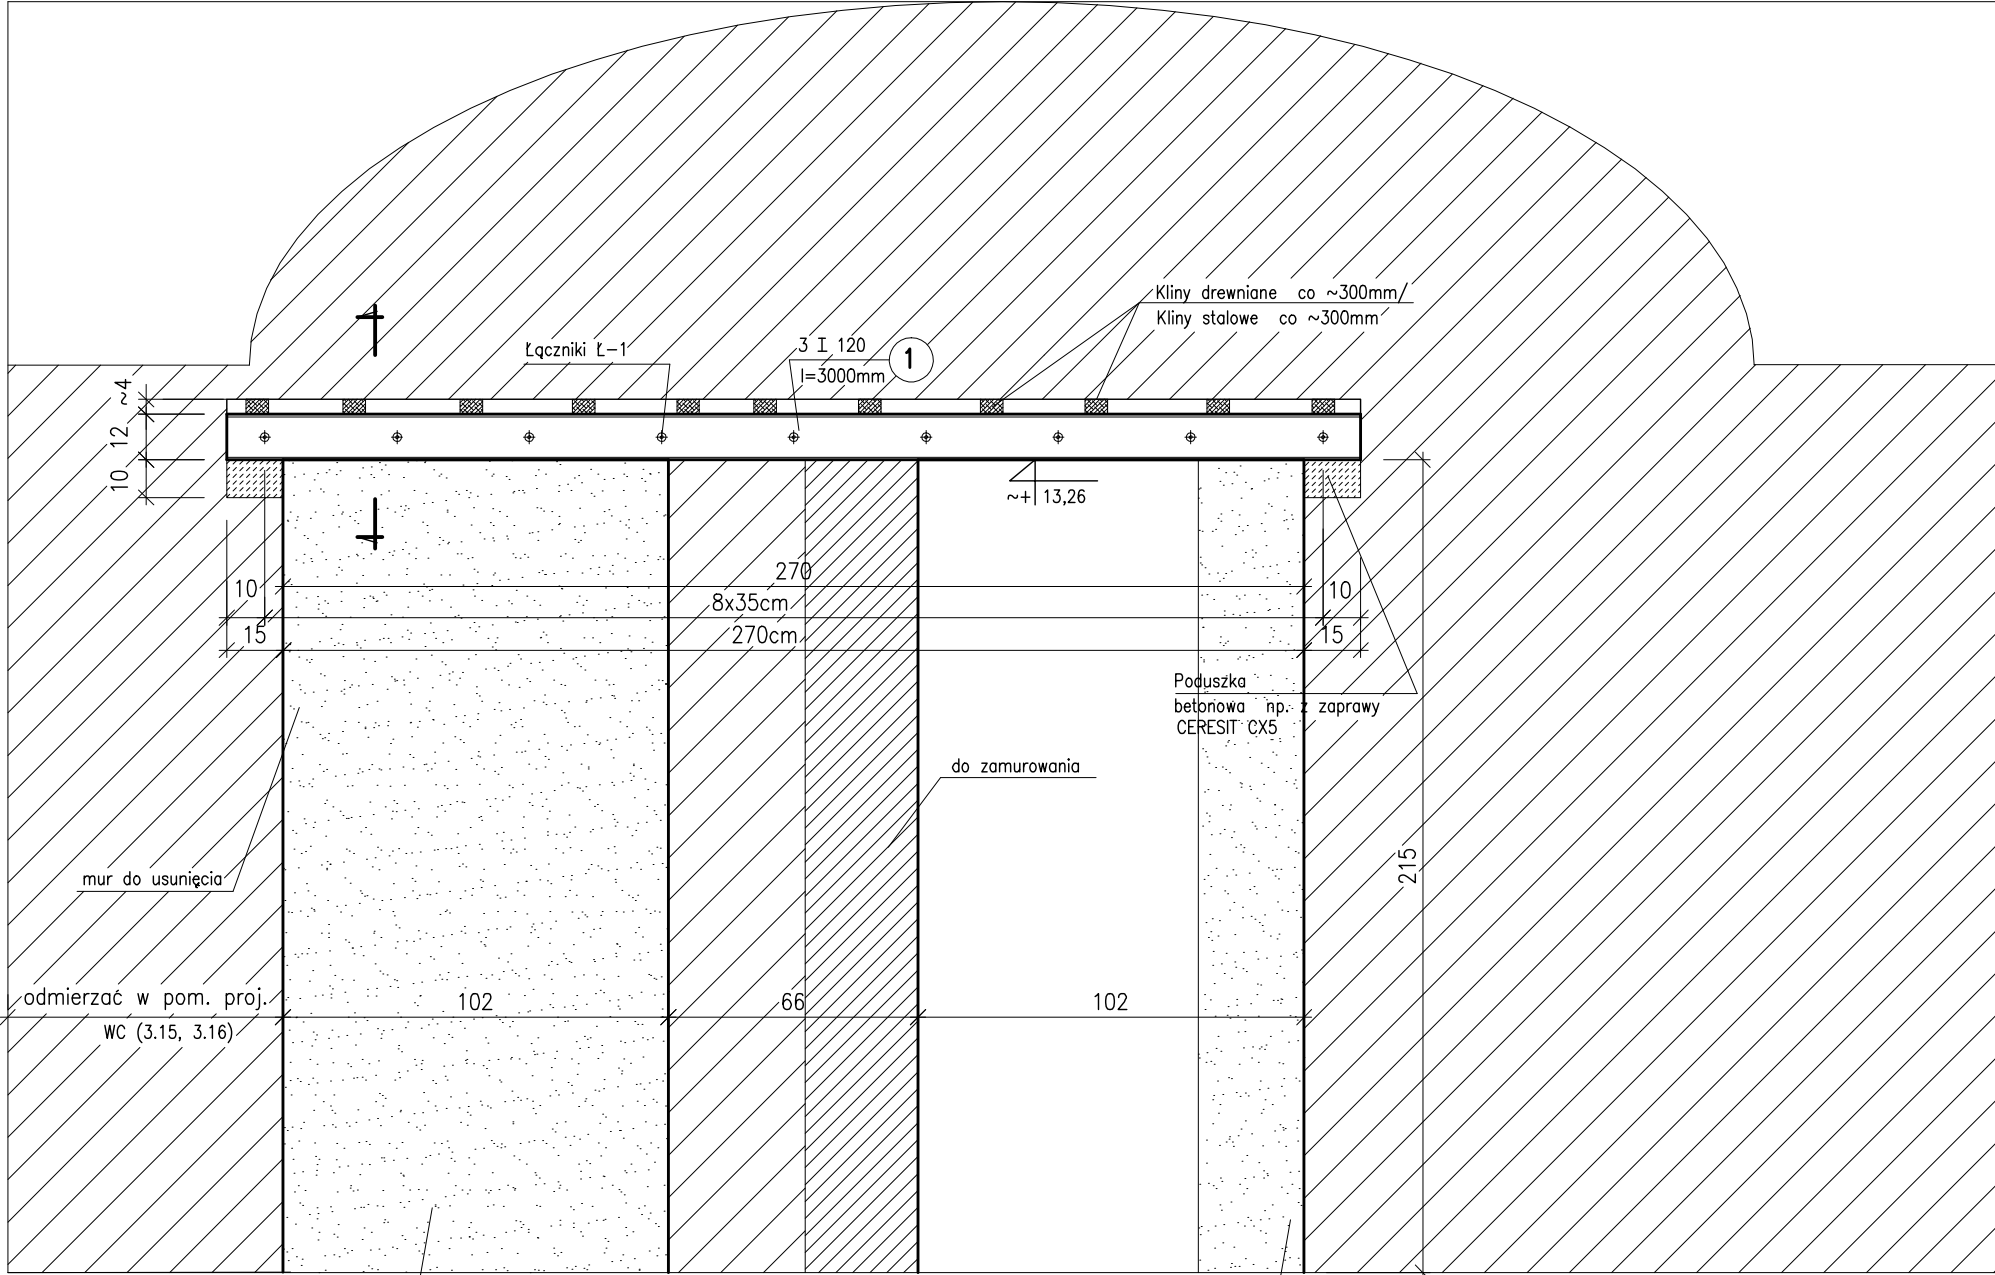 Kliny drewniane co ~300mm/
Kliny stalowe co ~300mm
Łączniki Ł-1
3 I 120
l=3000mm
1
~4
12
10
~+ 13,26
270
10
8x35cm
10
15
270cm
15
Poduszka
betonowa np. z zaprawy
CERESIT CX5
do zamurowania
mur do usunięcia
215
odmierzać w pom. proj.
WC (3.15, 3.16)
102
66
102